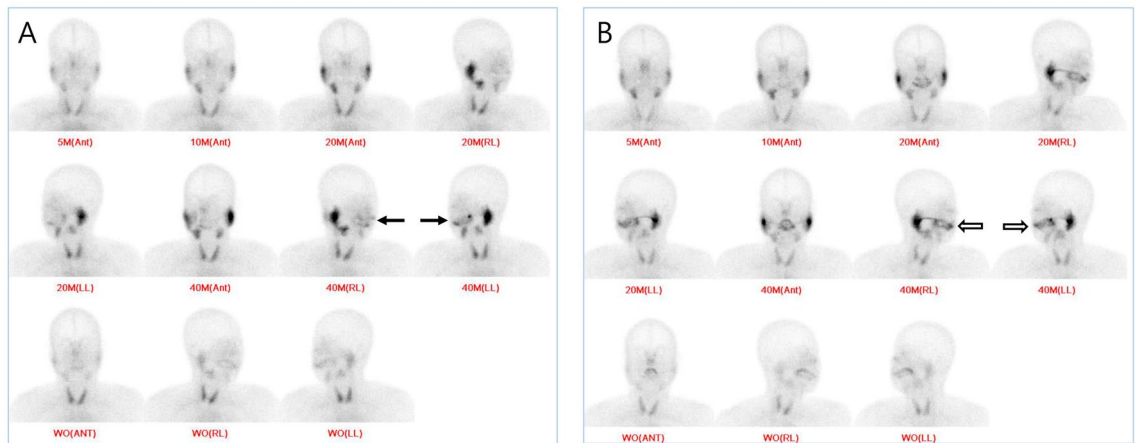 A
5M(Ant) 10M(Ant) 20M(Ant) 20M(RL)
20M(LL) 40M(Ant) 40M(RL) 40M(LL)
WO(ANT) WO(RL) WO(LL)
B
5M(Ant) 10M(Ant) 20M(Ant) 20M(RL)
20M(LL) 40M(Ant) 40M(RL) 40M(LL)
WO(ANT) WO(RL) WO(LL)